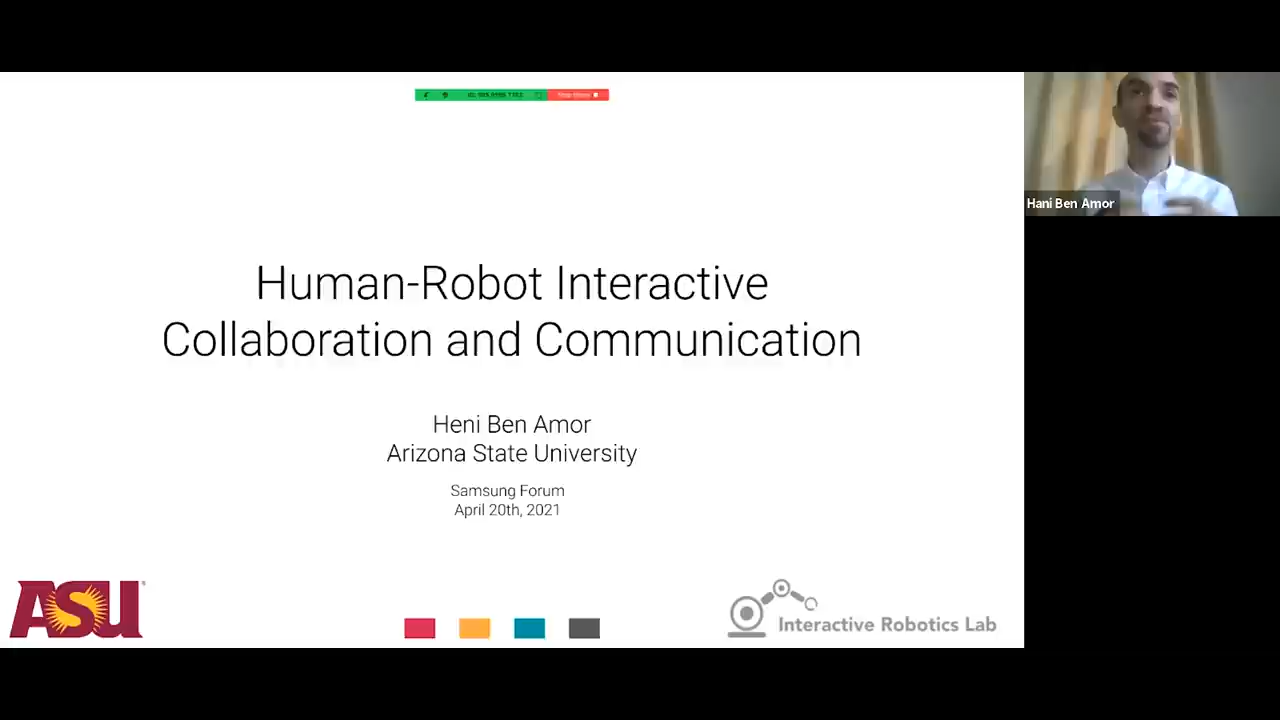 Human-Robot Interactive
Collaboration and Communication
Heni Ben Amor
Arizona State University
Samsung Forum
April 20th, 2021
ASU
Interactive Robotics Lab
Hani Ben Amor